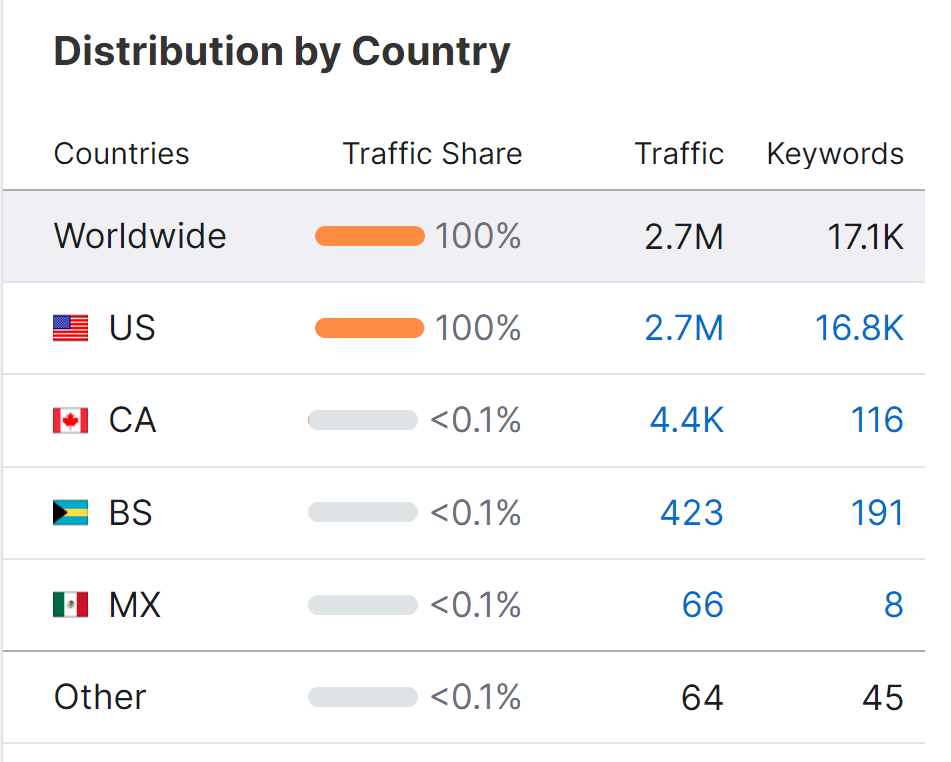 Distribution by Country
Countries Traffic Share Traffic Keywords
Worldwide 100% 2.7M 17.1K
US 100% 2.7M 16.8K
CA <0.1% 4.4K 116
BS <0.1% 423 191
MX <0.1% 66 8
Other <0.1% 64 45